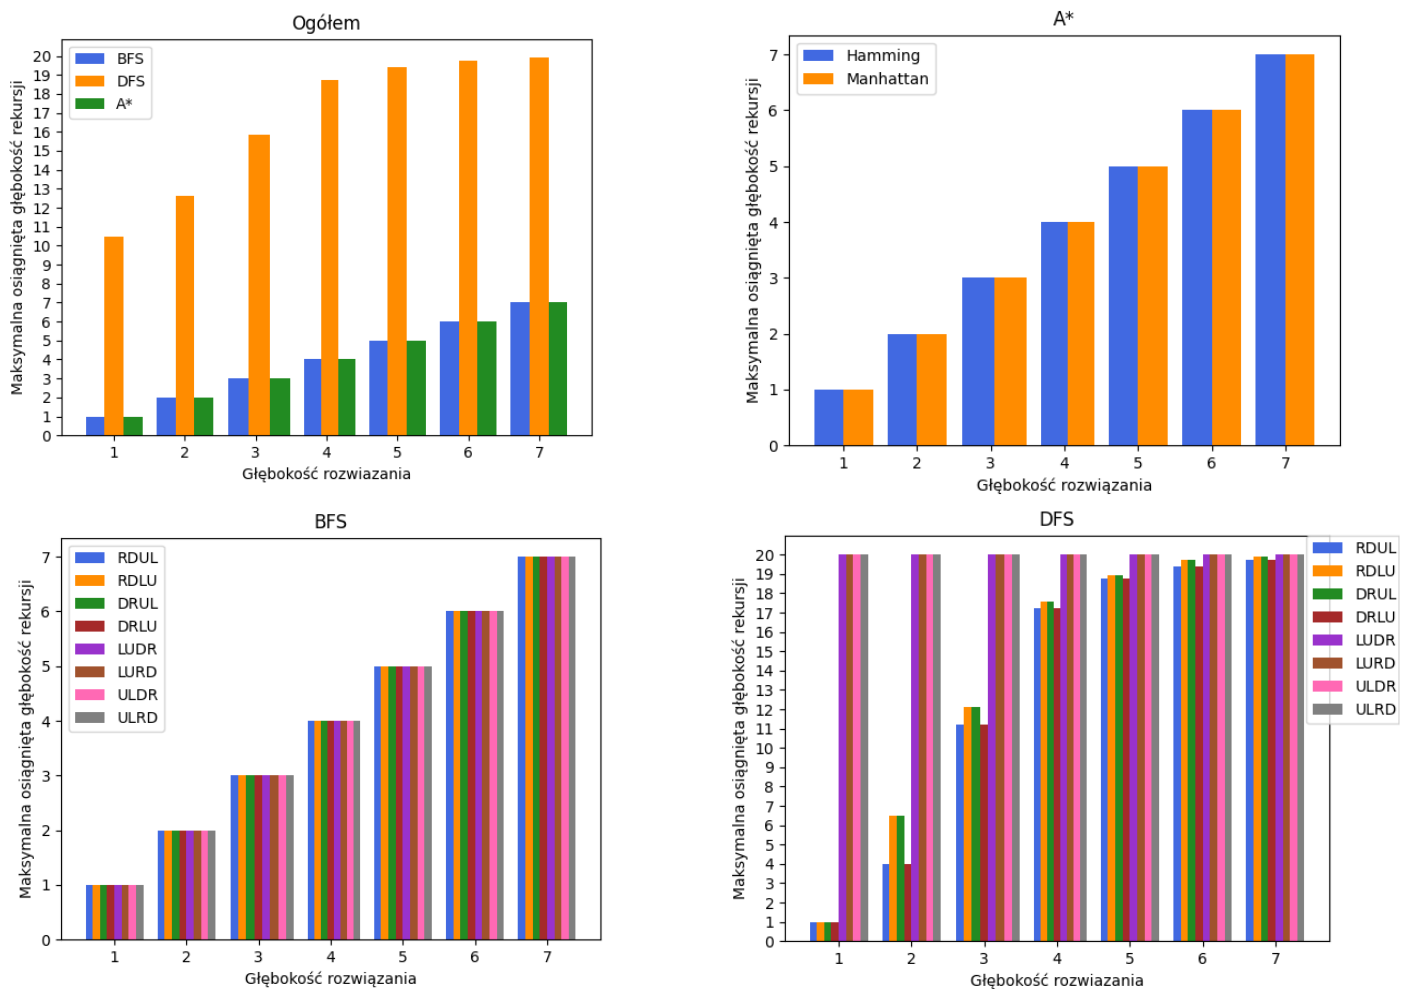 Ogółem
Maksymalna osiągnięta głębokość rekursji
20
19
18
17
16
15
14
13
12
11
10
9
8
7
6
5
4
3
2
1
0
BFS
DFS
A*
1 2 3 4 5 6 7
Głębokość rozwiazania
A*
Maksymalna osiągnięta głębokość rekursji
7
6
5
4
3
2
1
0
Hamming
Manhattan
1 2 3 4 5 6 7
Głębokość rozwiązania
BFS
Maksymalna osiągnięta głębokość rekursji
7
6
5
4
3
2
1
0
RDUL
RDLU
DRUL
DRLU
LUDR
LURD
ULDR
ULRD
1 2 3 4 5 6 7
Głębokość rozwiązania
DFS
Maksymalna osiągnięta głębokość rekursji
20
19
18
17
16
15
14
13
12
11
10
9
8
7
6
5
4
3
2
1
0
RDUL
RDLU
DRUL
DRLU
LUDR
LURD
ULDR
ULRD
1 2 3 4 5 6 7
Głębokość rozwiązania